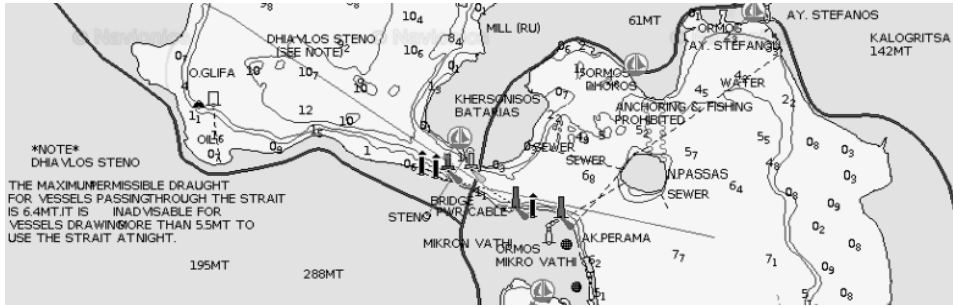 © Navionics
DHIAVLOS STENO
[SEE NOTE]
O.GLIFA
OIL
*NOTE*
DHIAVLOS STENO
THE MAXIMUM PERMISSIBLE DRAUGHT
FOR VESSELS PASSING THROUGH THE STRAIT
IS 6.4MT,IT IS INADVISABLE FOR
VESSELS DRAWING MORE THAN 5.5MT TO
USE THE STRAIT AT NIGHT.
195MT
288MT
MILL (RU)
KHERSONISOS
BATARIAS
BRIDGE
PWR CABLE
STENO
MIKRON VATHI
ORMOS
MIKRO VATHI
AK.PERAMA
61MT
ORMOS
AY. STEFANOU
AY. STEFANOS
KALOGRITSA
142MT
WATER
ANCHORING & FISHING
PROHIBITED
SEWER
SEWER
N.PASSAS
SEWER